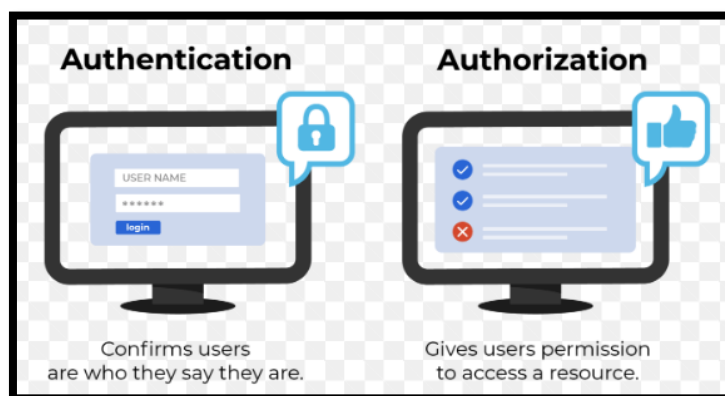 Authentication
USER NAME
******
login
Confirms users
are who they say they are.
Authorization
Gives users permission
to access a resource.